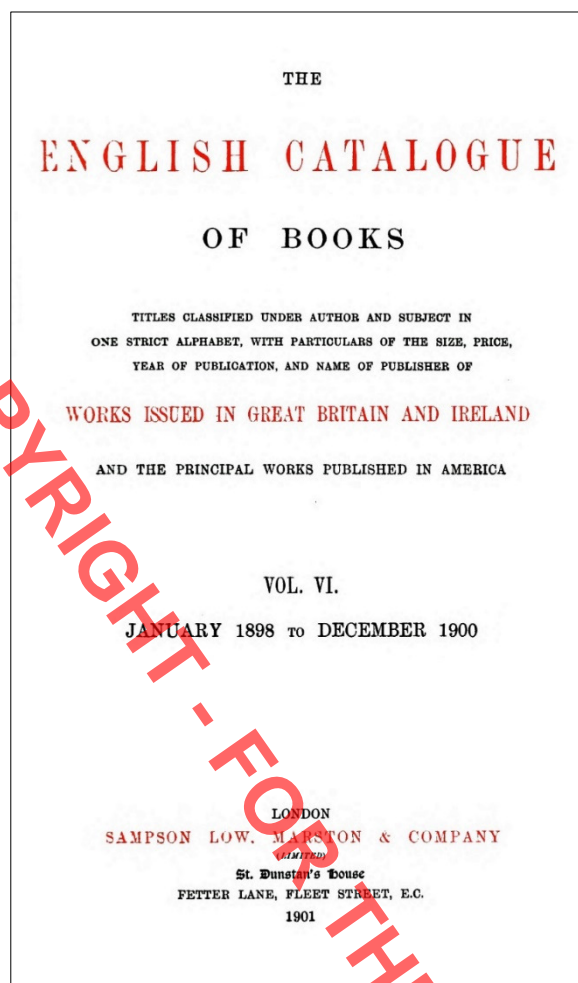 THE
ENGLISH CATALOGUE
OF BOOKS
TITLES CLASSIFIED UNDER AUTHOR AND SUBJECT IN
ONE STRICT ALPHABET, WITH PARTICULARS OF THE SIZE, PRICE,
YEAR OF PUBLICATION, AND NAME OF PUBLISHER OF
WORKS ISSUED IN GREAT BRITAIN AND IRELAND
AND THE PRINCIPAL WORKS PUBLISHED IN AMERICA
VOL. VI.
JANUARY 1898 TO DECEMBER 1900
LONDON
SAMPSON LOW, MARSTON & COMPANY
(LIMITED)
St. Dunstan's House
FETTER LANE, FLEET STREET, E.C.
1901
PYRIGHT - FOR TH